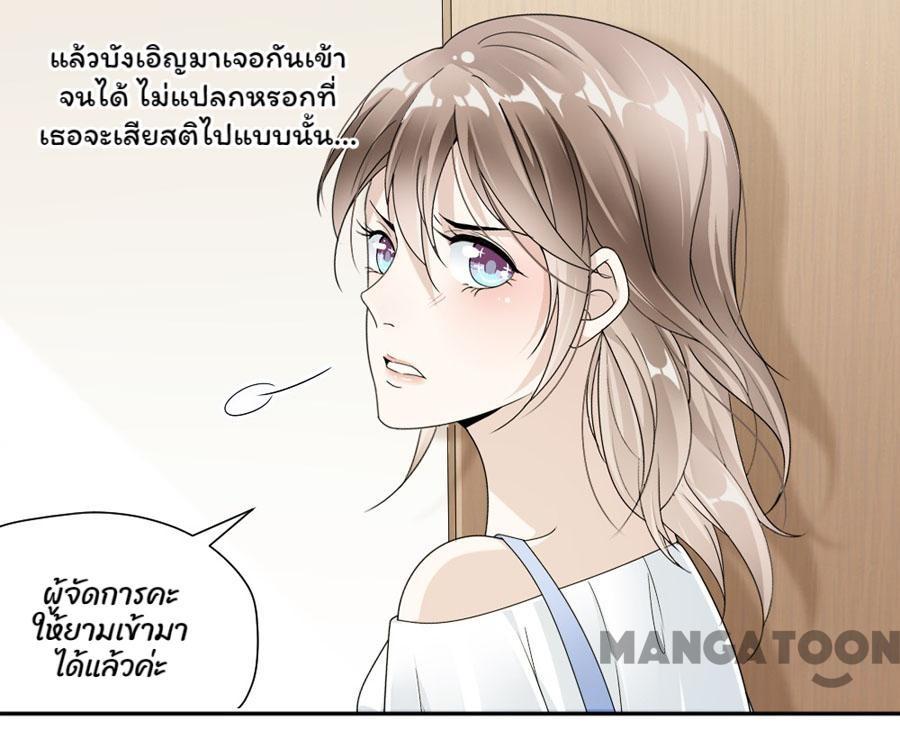 แล้วบังเอิญมาเจอกันเข้า
จนได้ ไม่แปลกหรอกที่
เธอจะเสียสติไปแบบนั้น...
ผู้จัดการคะ
ให้ยามเข้ามา
ได้แล้วค่ะ
MANGATOON